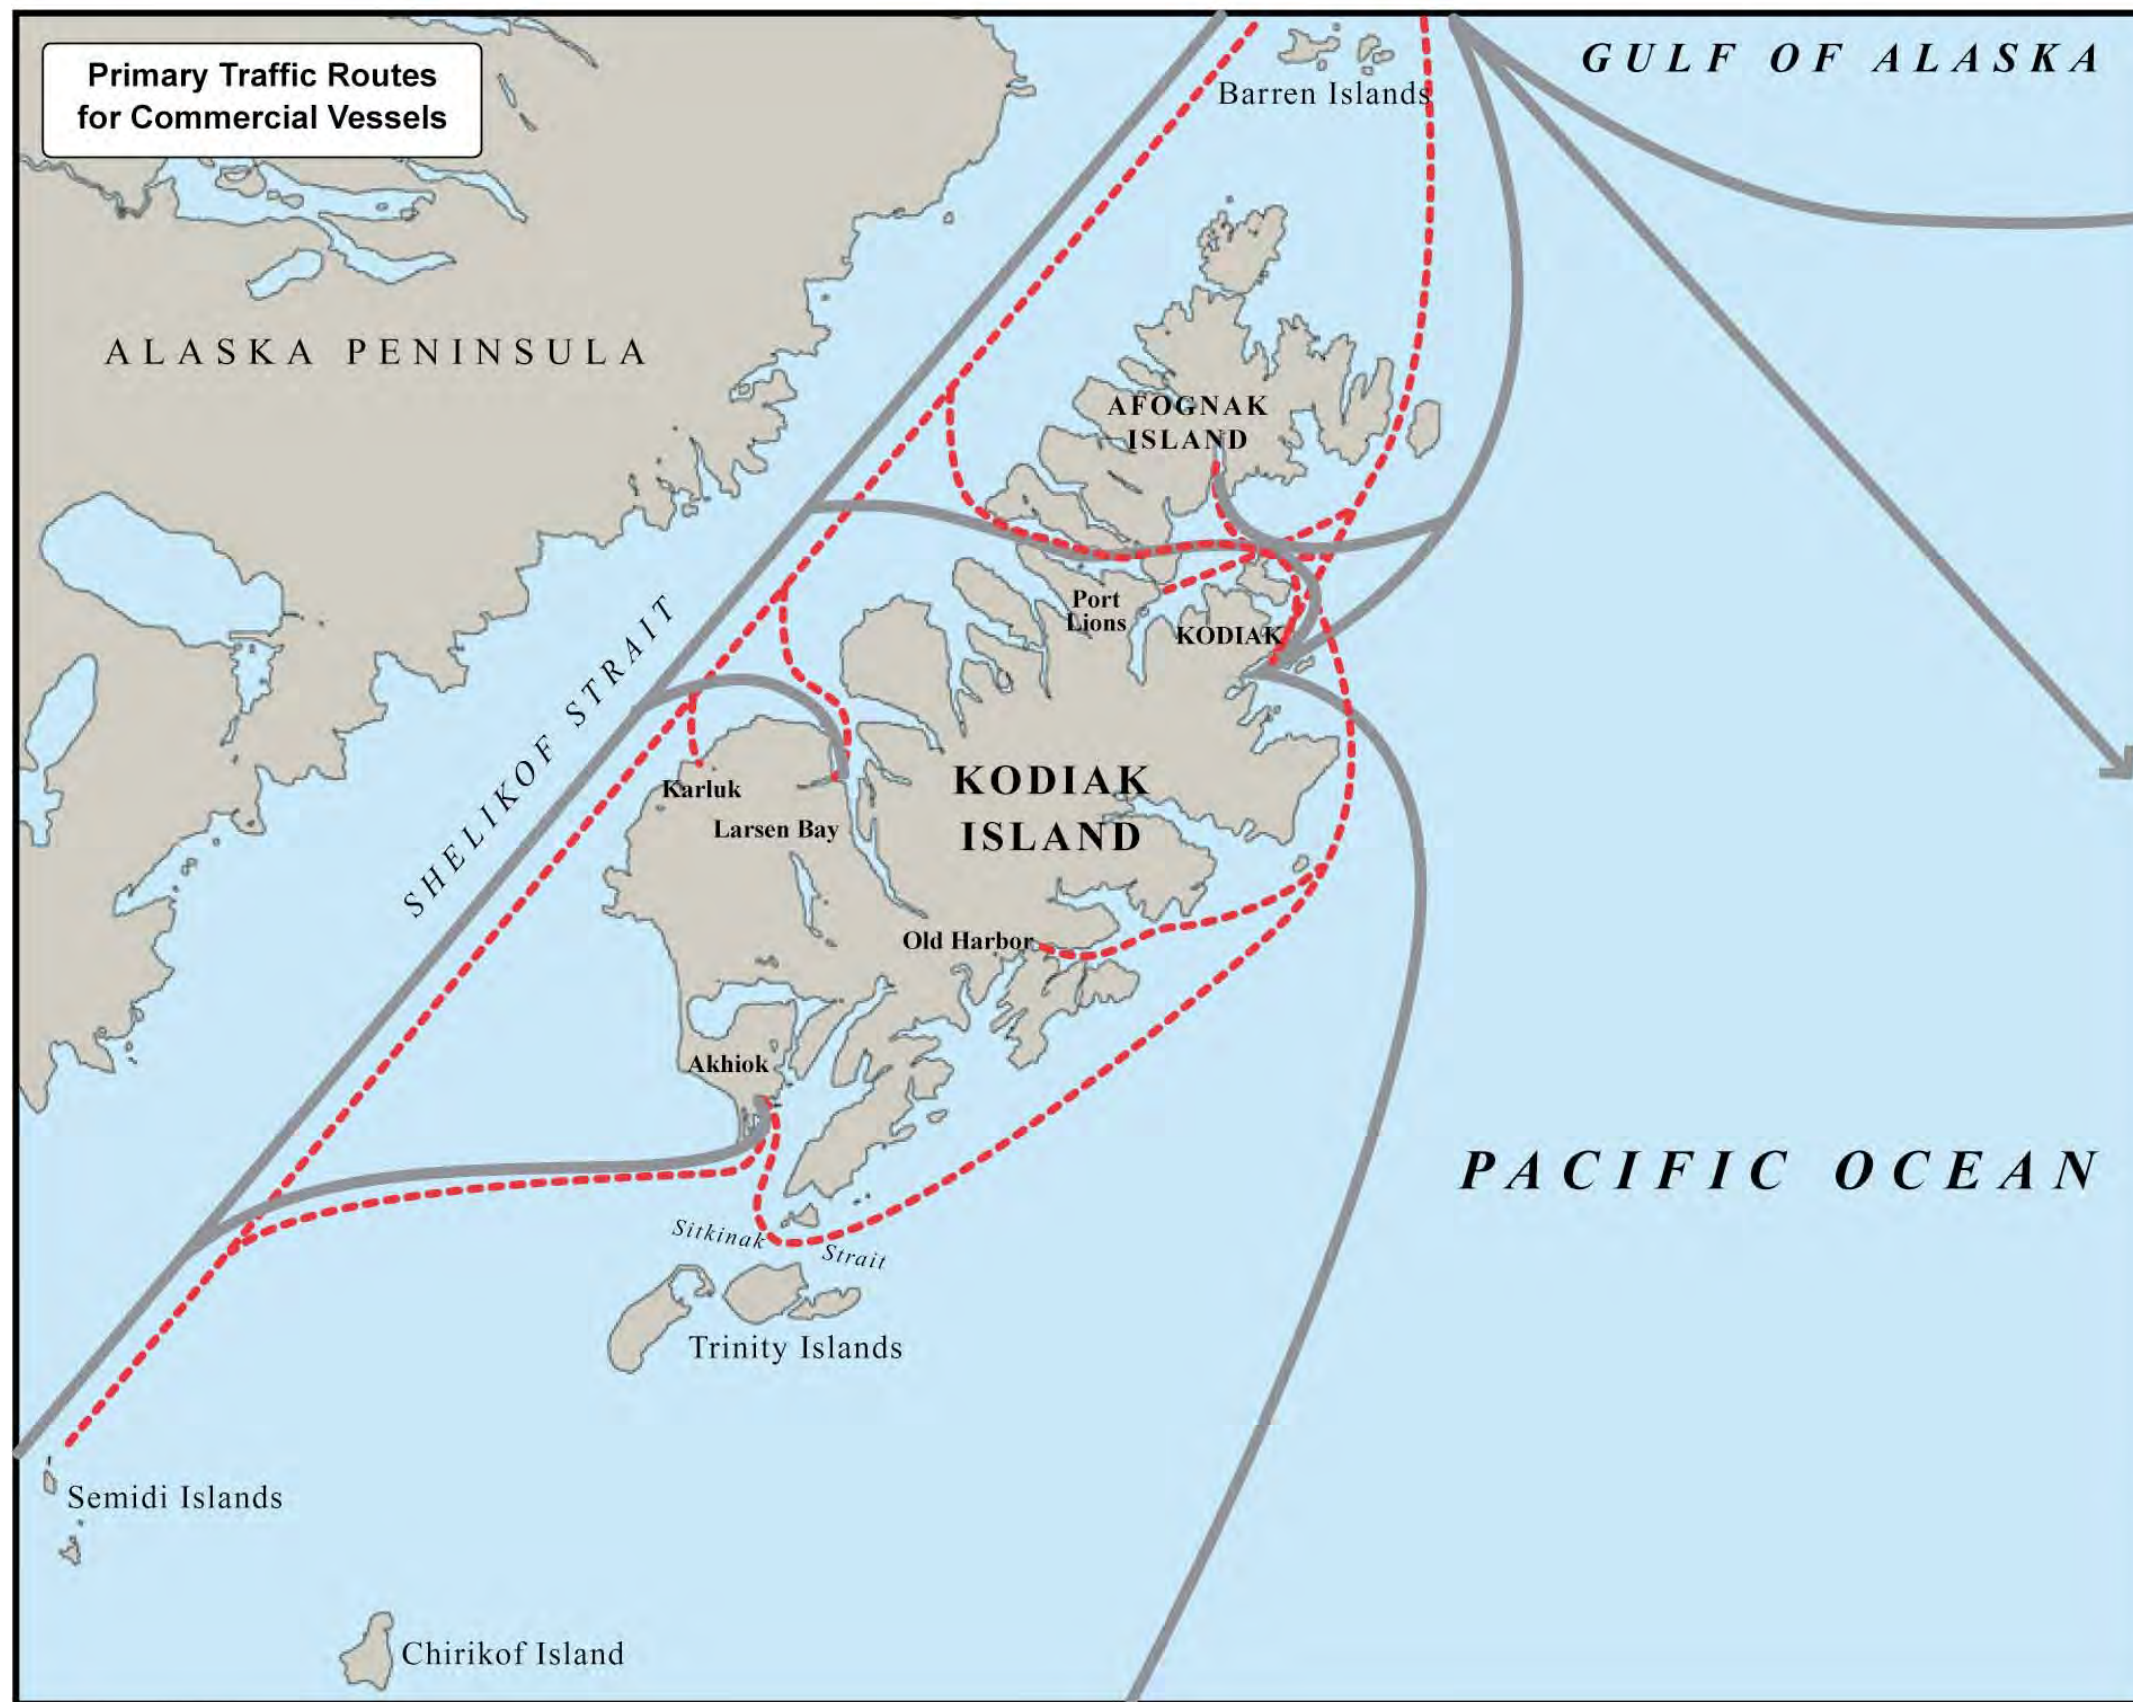 Primary Traffic Routes
for Commercial Vessels
GULF OF ALASKA
Barren Islands
ALASKA PENINSULA
AFOGNAK
ISLAND
Port
Lions
KODIAK
SHELIKOF STRAIT
Karluk
KODIAK
ISLAND
Larsen Bay
Old Harbor
Akhiok
PACIFIC OCEAN
Sitkinak
Strait
Trinity Islands
Semidi Islands
Chirikof Island